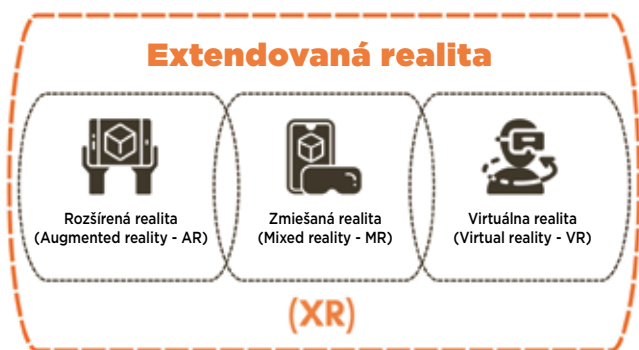 Extendovaná realita
Rozšírená realita
(Augmented reality - AR)
Zmiešaná realita
(Mixed reality - MR)
Virtuálna realita
(Virtual reality - VR)
(XR)